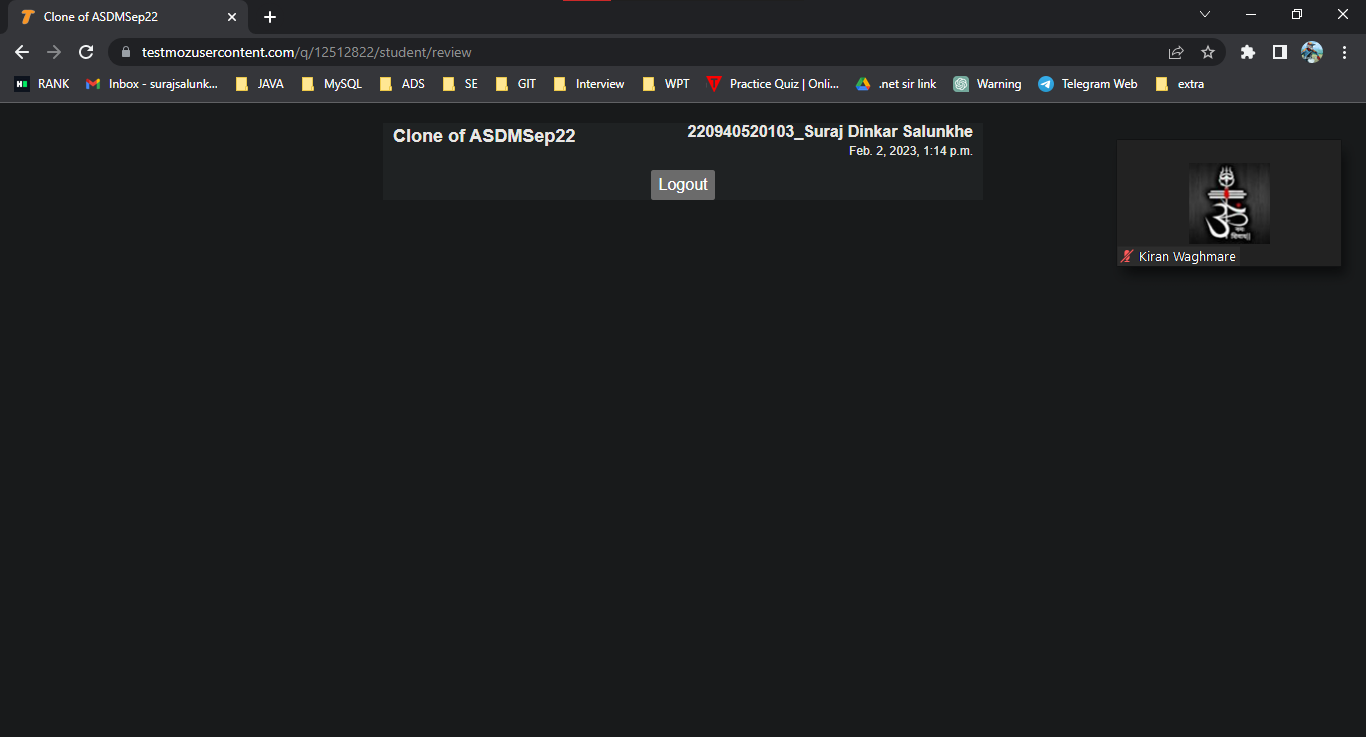 Clone of ASDMSep22
testmozusercontent.com/q/12512822/student/review
RANK
Inbox - surajsalunk...
JAVA
MySQL
ADS
SE
GIT
Interview
WPT
Practice Quiz | Onli...
.net sir link
Warning
Telegram Web
extra
Clone of ASDMSep22
220940520103_Suraj Dinkar Salunkhe
Feb. 2, 2023, 1:14 p.m.
Logout
Kiran Waghmare